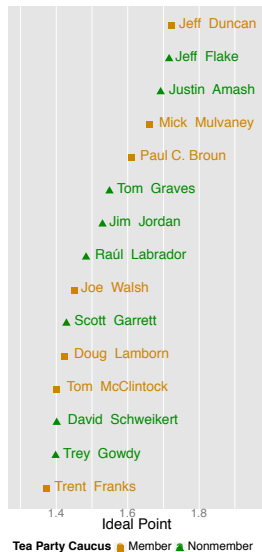 Jeff Duncan
Jeff Flake
Justin Amash
Mick Mulvaney
Paul C. Broun
Tom Graves
Jim Jordan
Raúl Labrador
Joe Walsh
Scott Garrett
Doug Lamborn
Tom McClintock
David Schweikert
Trey Gowdy
Trent Franks
1.4 1.6 1.8
Ideal Point
Tea Party Caucus Member Nonmember